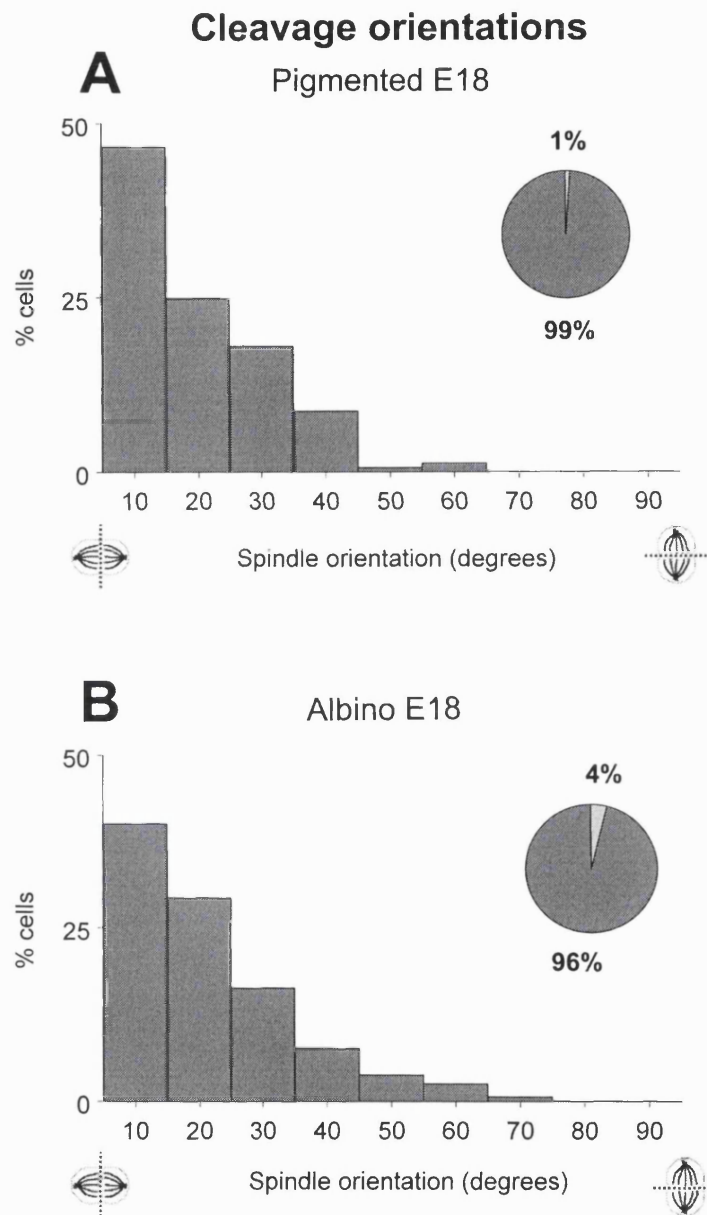 Cleavage orientations
A
Pigmented E18
50
25
0
% cells
1%
99%
10 20 30 40 50 60 70 80 90
Spindle orientation (degrees)
B
Albino E18
50
25
0
% cells
4%
96%
10 20 30 40 50 60 70 80 90
Spindle orientation (degrees)